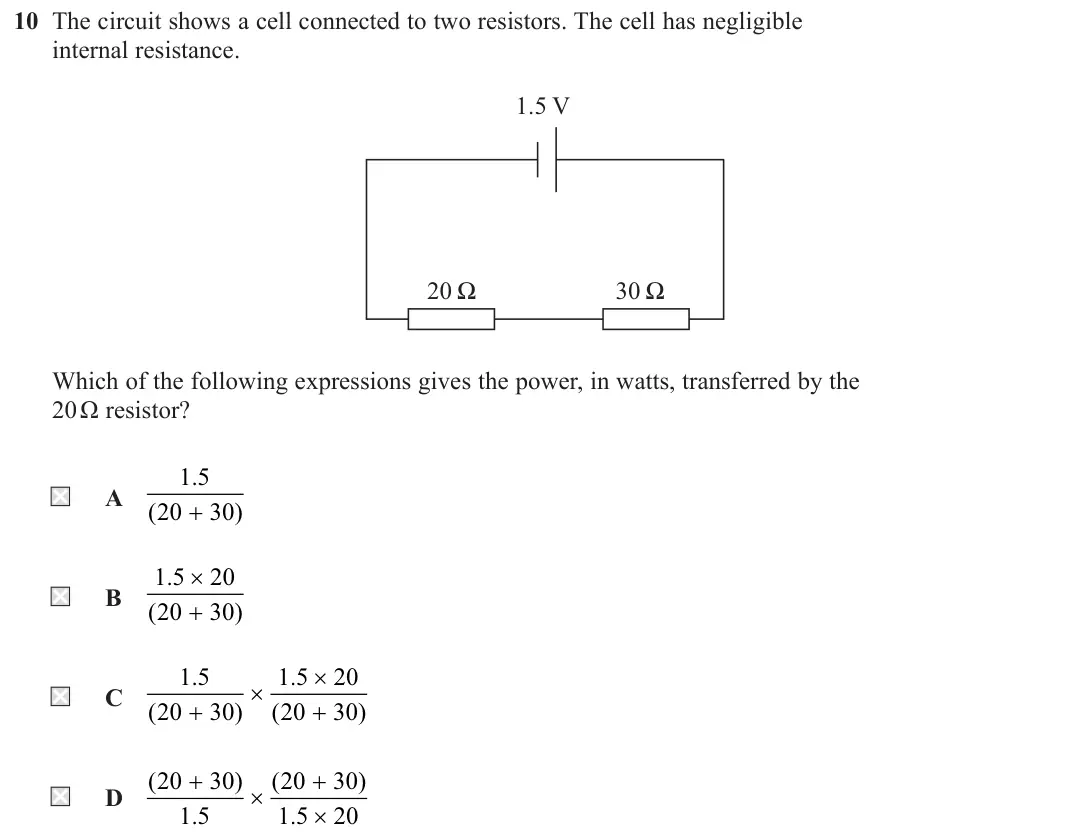 10 The circuit shows a cell connected to two resistors. The cell has negligible
internal resistance.
1.5 V
20 Ω 30 Ω
Which of the following expressions gives the power, in watts, transferred by the
20 Ω resistor?
A 1.5 / (20 + 30)
B 1.5 × 20 / (20 + 30)
C 1.5 / (20 + 30) × 1.5 × 20 / (20 + 30)
D (20 + 30) / 1.5 × (20 + 30) / 1.5 × 20